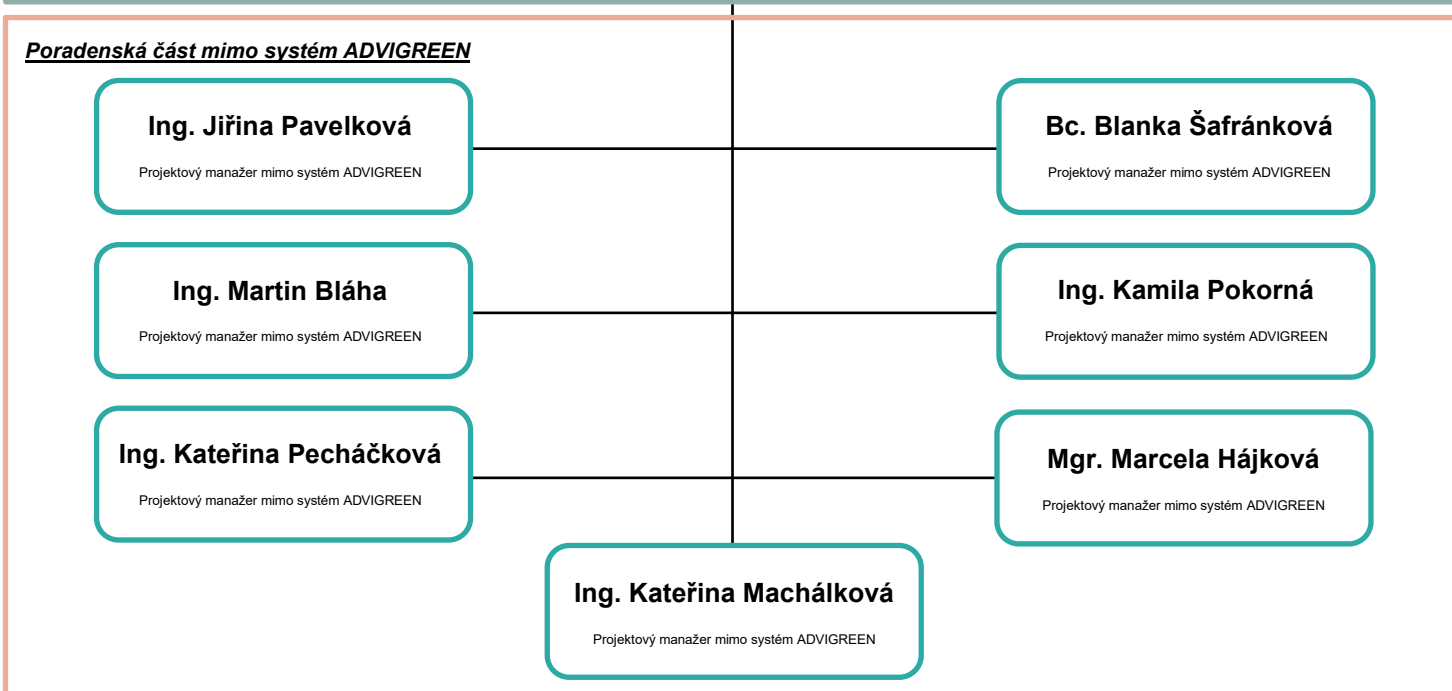 Poradenská část mimo systém ADVIGREEN
Ing. Jiřina Pavelková
Projektový manažer mimo systém ADVIGREEN
Bc. Blanka Šafránková
Projektový manažer mimo systém ADVIGREEN
Ing. Martin Bláha
Projektový manažer mimo systém ADVIGREEN
Ing. Kamila Pokorná
Projektový manažer mimo systém ADVIGREEN
Ing. Kateřina Pecháčková
Projektový manažer mimo systém ADVIGREEN
Mgr. Marcela Hájková
Projektový manažer mimo systém ADVIGREEN
Ing. Kateřina Machálková
Projektový manažer mimo systém ADVIGREEN